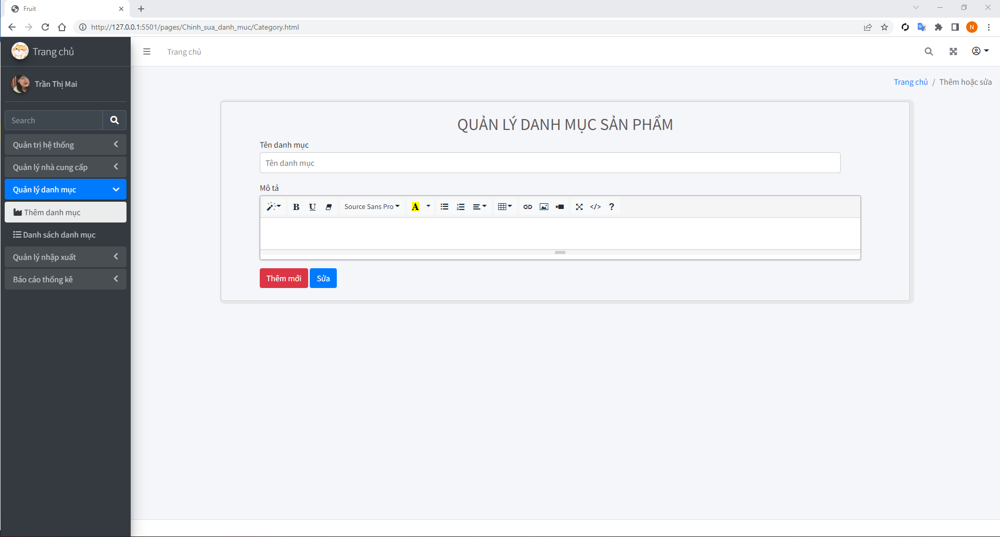 Fruit
http://127.0.0.1:5501/pages/Chinh_sua_danh_muc/Category.html
N
Trang chủ
Trang chủ
Trần Thị Mai
Trang chủ / Thêm hoặc sửa
Search
Quản trị hệ thống
Quản lý nhà cung cấp
Quản lý danh mục
Thêm danh mục
Danh sách danh mục
Quản lý nhập xuất
Báo cáo thống kê
QUẢN LÝ DANH MỤC SẢN PHẨM
Tên danh mục
Tên danh mục
Mô tả
B U Source Sans Pro A </> ?
Thêm mới Sửa